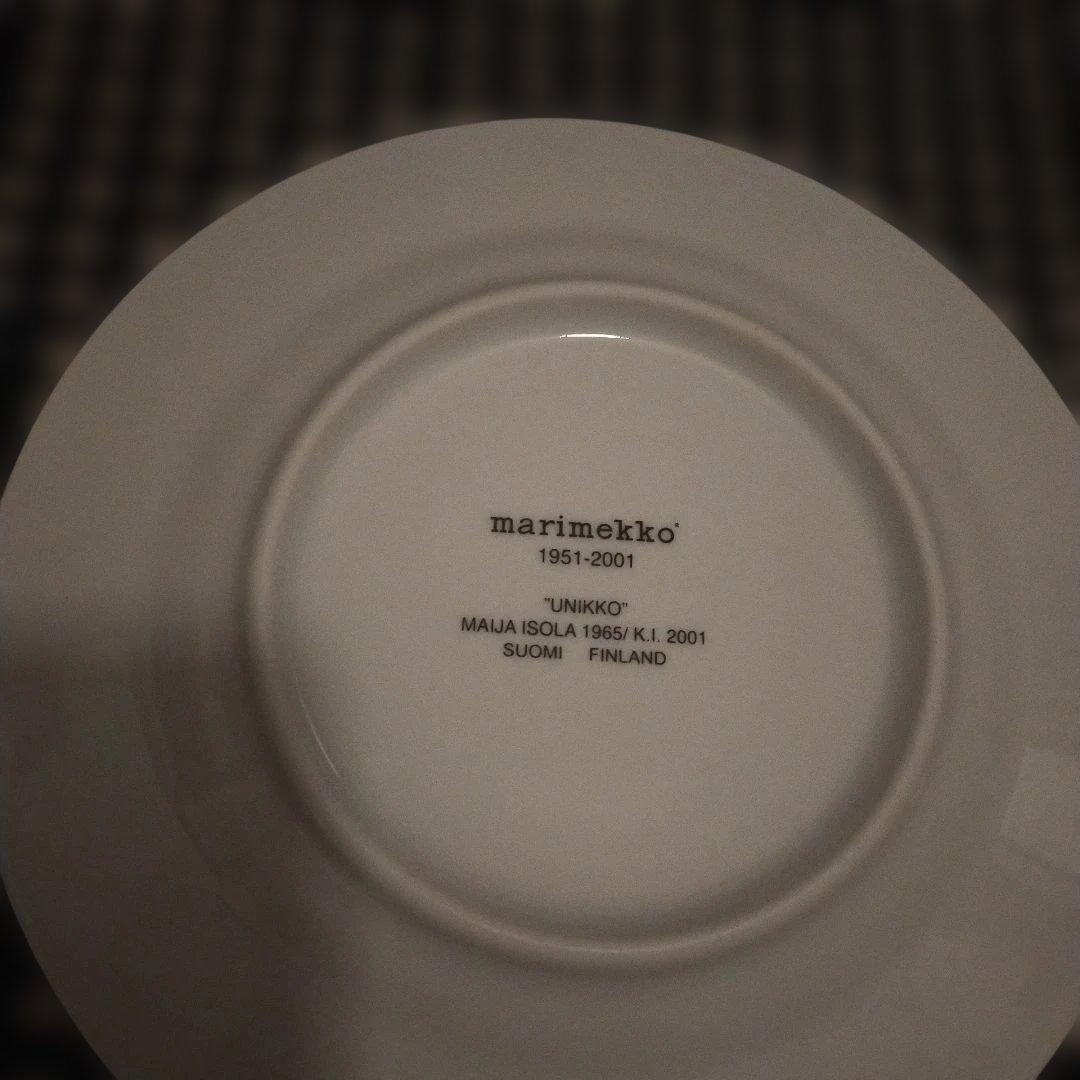 marimekko®
1951-2001
"UNIKKO"
MAIJA ISOLA 1965/ K.I. 2001
SUOMI FINLAND